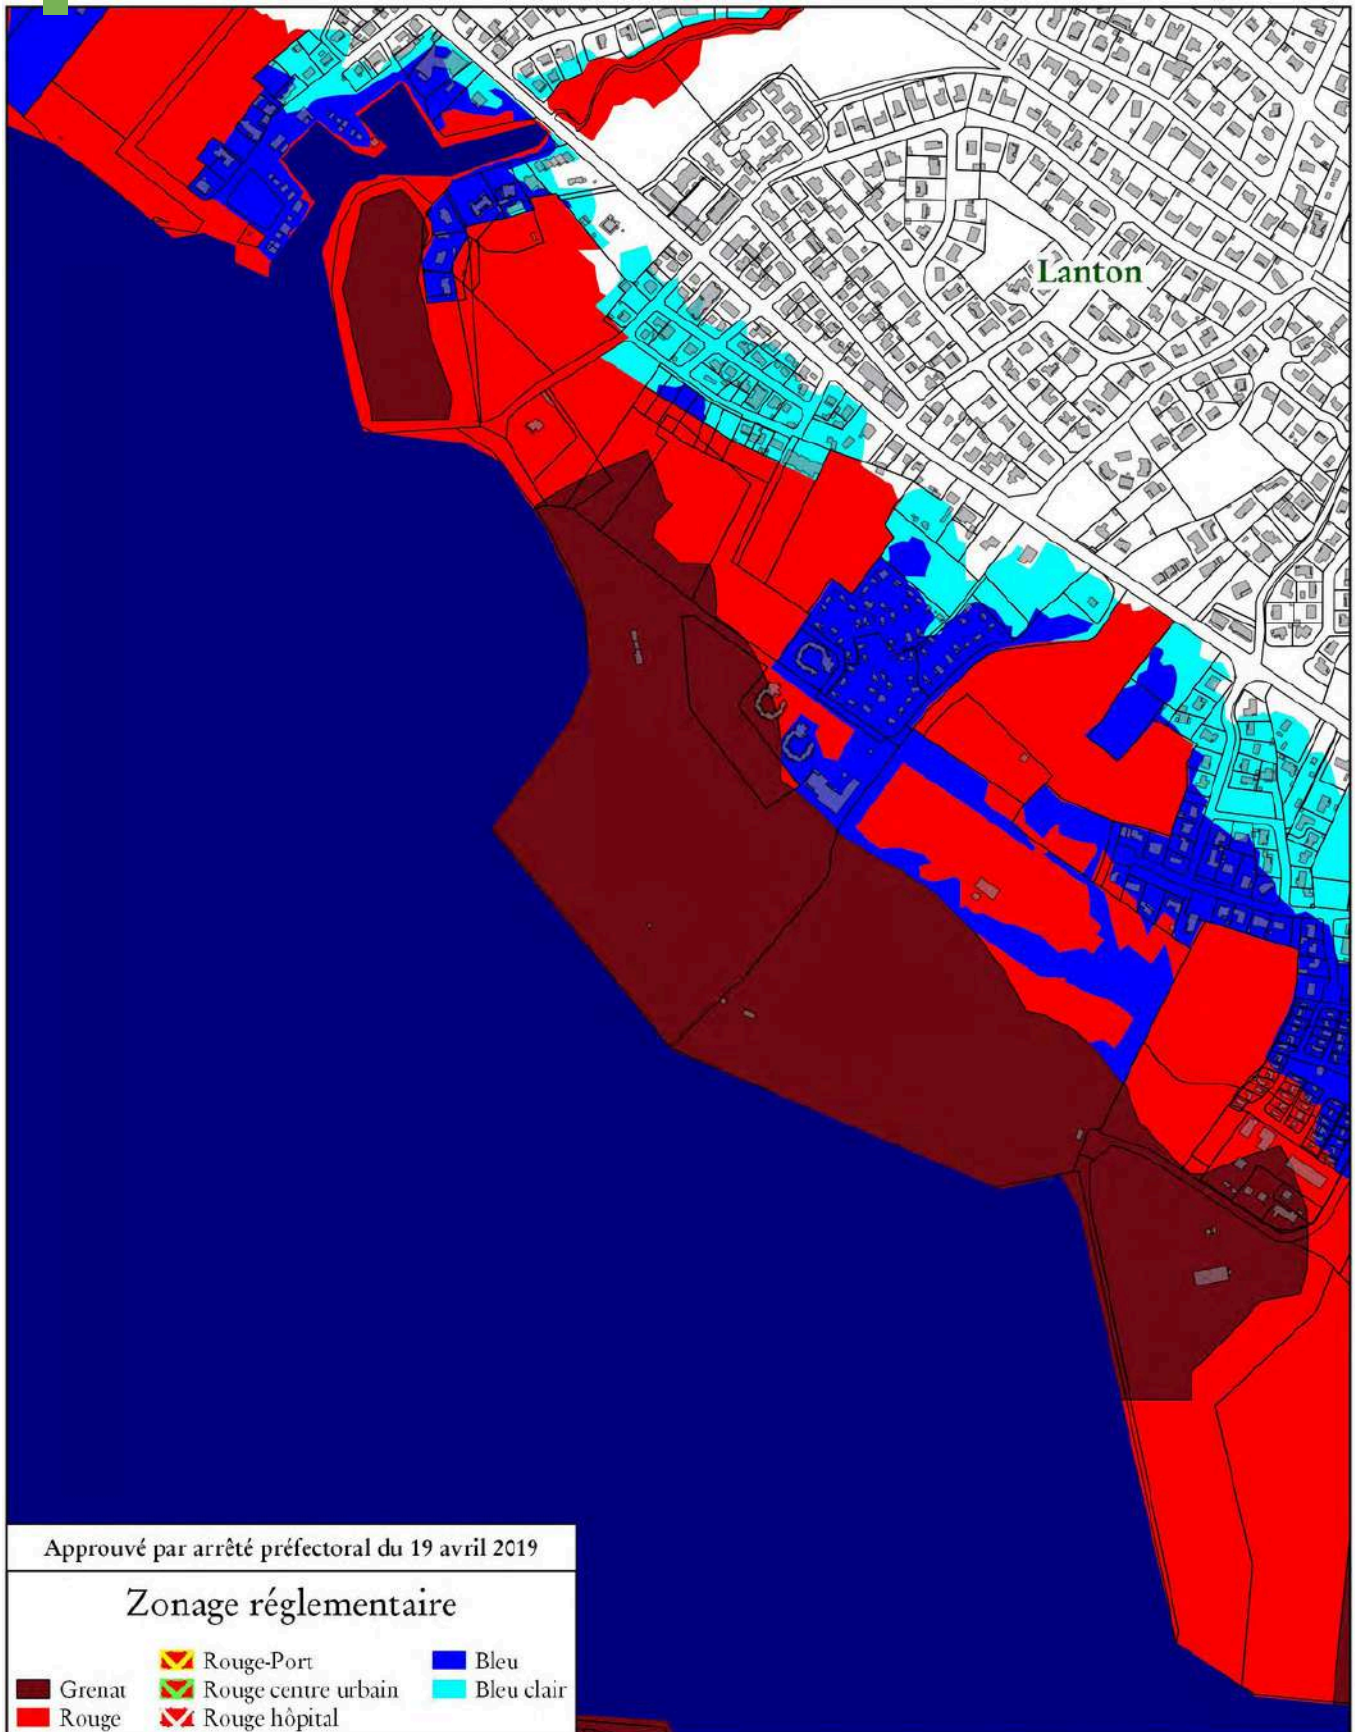 Lanton
Approuvé par arrêté préfectoral du 19 avril 2019
Zonage réglementaire
Grenat
Rouge
Rouge-Port
Rouge centre urbain
Rouge hôpital
Bleu
Bleu clair